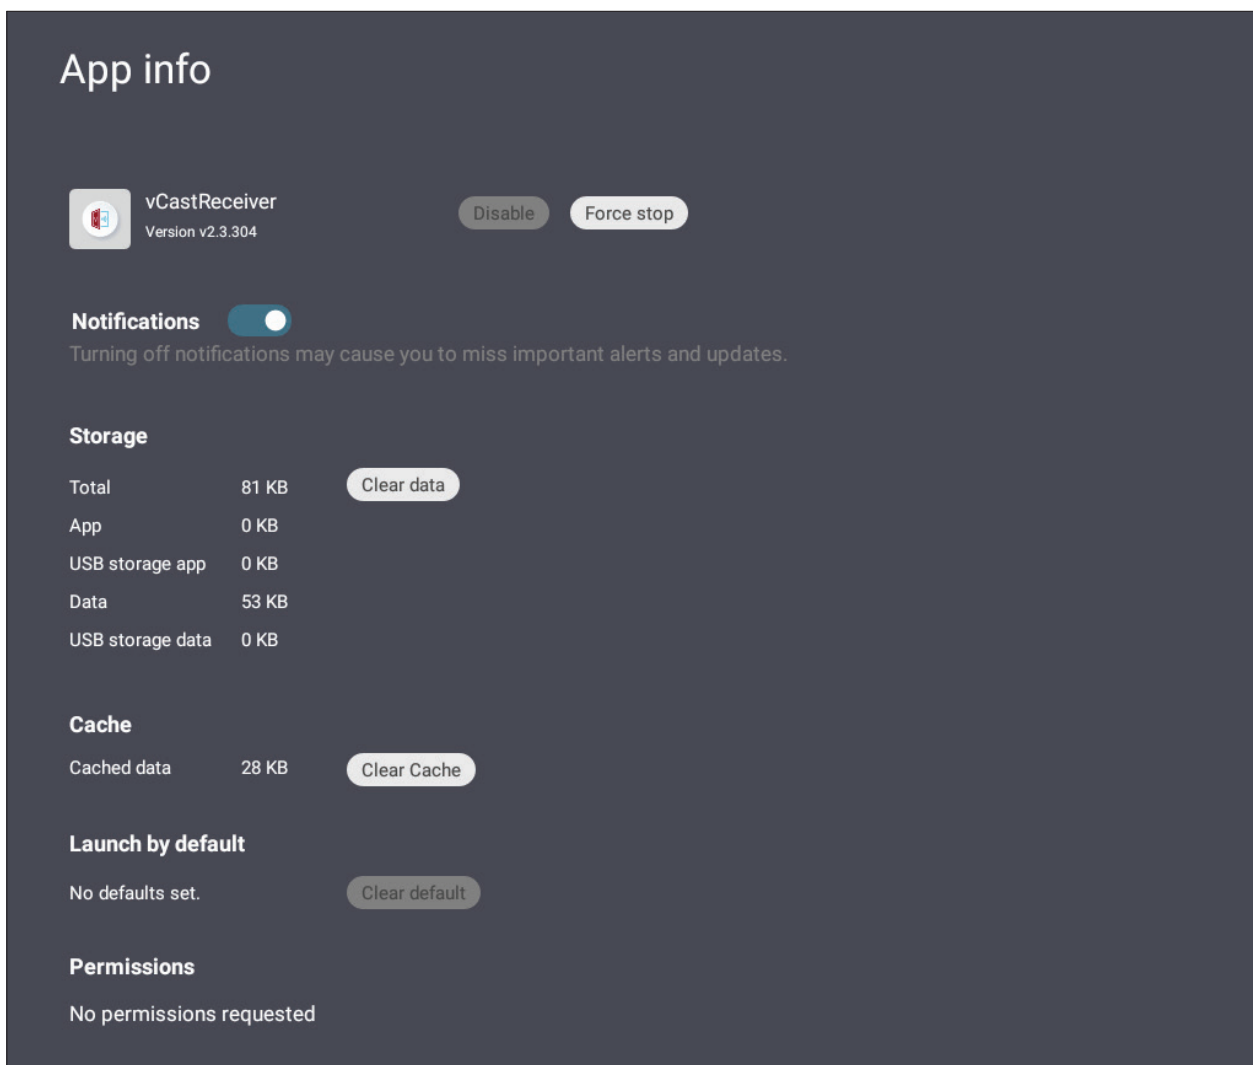 App info
vCastReceiver
Version v2.3.304
Disable
Force stop
Notifications
Turning off notifications may cause you to miss important alerts and updates.
Storage
Total 81 KB Clear data
App 0 KB
USB storage app 0 KB
Data 53 KB
USB storage data 0 KB
Cache
Cached data 28 KB Clear Cache
Launch by default
No defaults set. Clear default
Permissions
No permissions requested